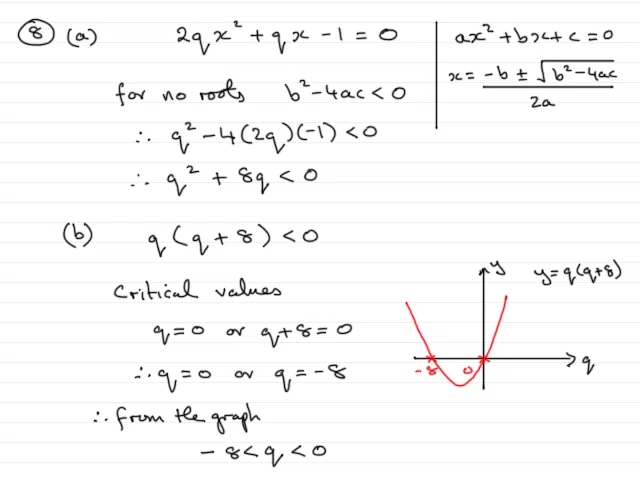 8 (a) 2qx² + qx - 1 = 0
for no roots b² - 4ac < 0
∴ q² - 4(2q)(-1) < 0
∴ q² + 8q < 0
ax² + bx + c = 0
x = (-b ± √(b² - 4ac)) / 2a
(b) q(q + 8) < 0
Critical values
q = 0 or q + 8 = 0
∴ q = 0 or q = -8
∴ from the graph
-8 < q < 0
y
y = q(q+8)
-8 0
q